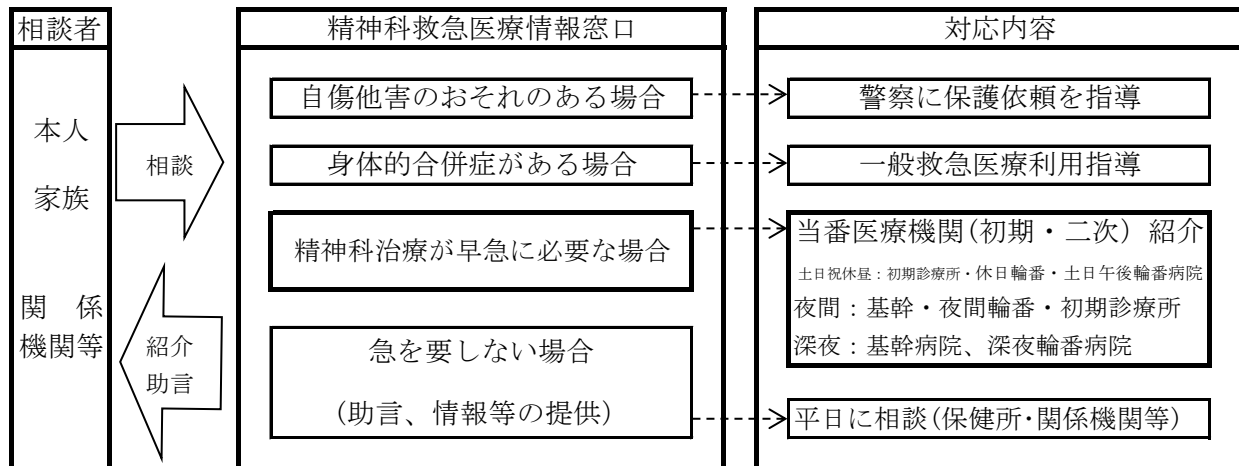 相談者
精神科救急医療情報窓口
対応内容
本人
家族
関 係
機関等
相談
紹介
助言
自傷他害のおそれのある場合
警察に保護依頼を指導
身体的合併症がある場合
一般救急医療利用指導
精神科治療が早急に必要な場合
当番医療機関(初期・二次) 紹介
土日祝休昼：初期診療所・休日輪番・土日午後輪番病院
夜間：基幹・夜間輪番・初期診療所
深夜：基幹病院、深夜輪番病院
急を要しない場合
(助言、情報等の提供)
平日に相談(保健所・関係機関等)